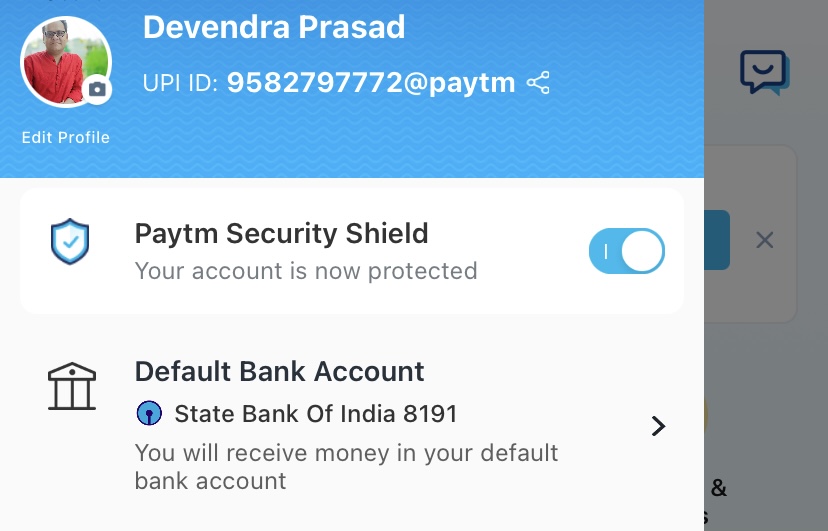 Devendra Prasad
UPI ID: 9582797772@paytm
Edit Profile
Paytm Security Shield
Your account is now protected
Default Bank Account
State Bank Of India 8191
You will receive money in your default
bank account
&